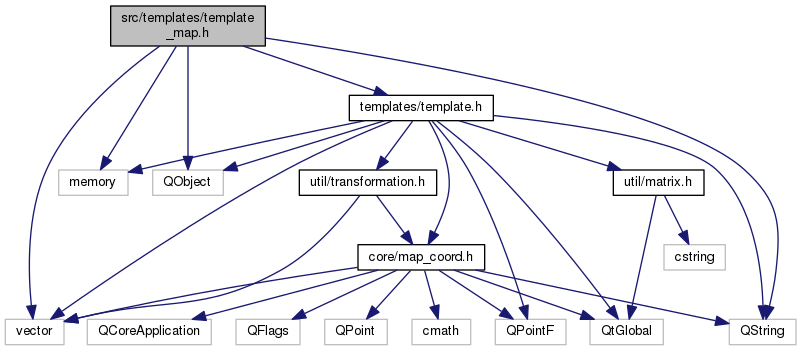 src/templates/template
_map.h
templates/template.h
memory
QObject
util/transformation.h
util/matrix.h
core/map_coord.h
cstring
vector
QCoreApplication
QFlags
QPoint
cmath
QPointF
QtGlobal
QString